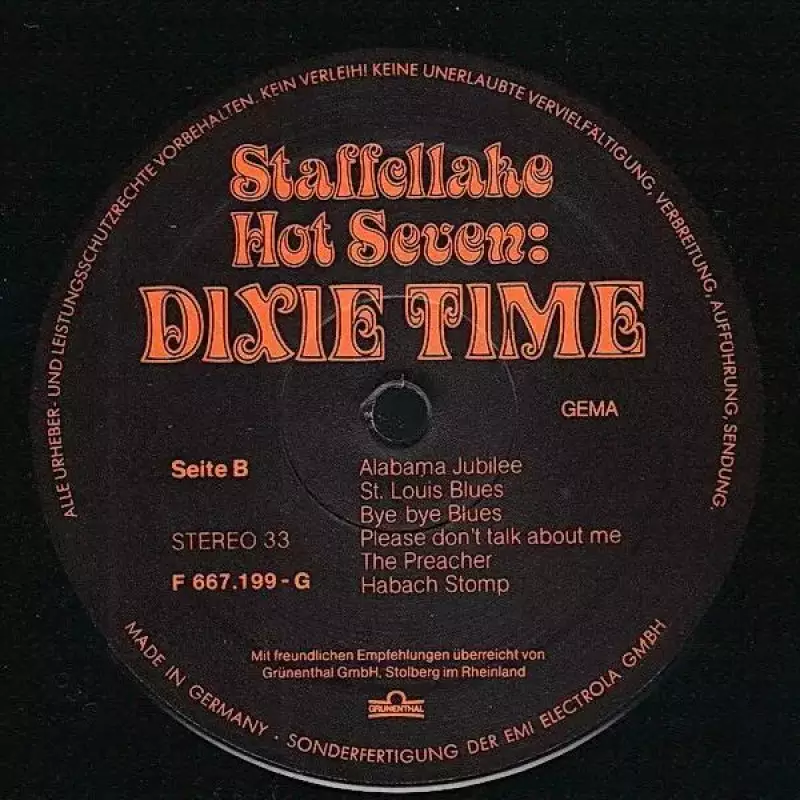 ALLE URHEBER- UND LEISTUNGSSCHUTZRECHTE VORBEHALTEN. KEIN VERLEIH! KEINE UNERLAUBTE VERVIELFÄLTIGUNG, VERBREITUNG, AUFFÜHRUNG, SENDUNG.
Staffellake
Hot Seven:
DIXIE TIME
GEMA
Seite B
STEREO 33
F 667.199-G
Alabama Jubilee
St. Louis Blues
Bye bye Blues
Please don't talk about me
The Preacher
Habach Stomp
Mit freundlichen Empfehlungen überreicht von
Grünenthal GmbH, Stolberg im Rheinland
GRÜNENTHAL
MADE IN GERMANY · SONDERFERTIGUNG DER EMI ELECTROLA GMBH